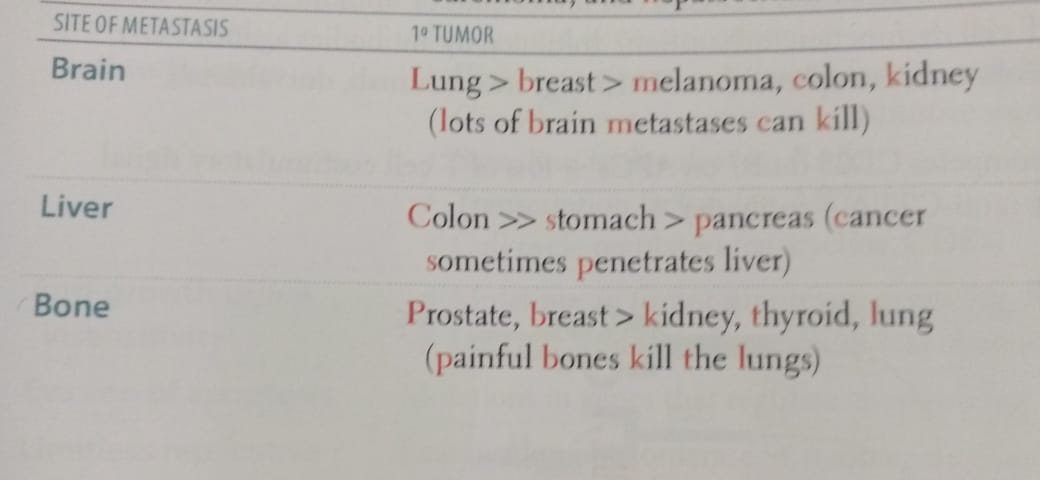 SITE OF METASTASIS 1º TUMOR
Brain Lung > breast > melanoma, colon, kidney
(lots of brain metastases can kill)
Liver Colon >> stomach > pancreas (cancer
sometimes penetrates liver)
Bone Prostate, breast > kidney, thyroid, lung
(painful bones kill the lungs)